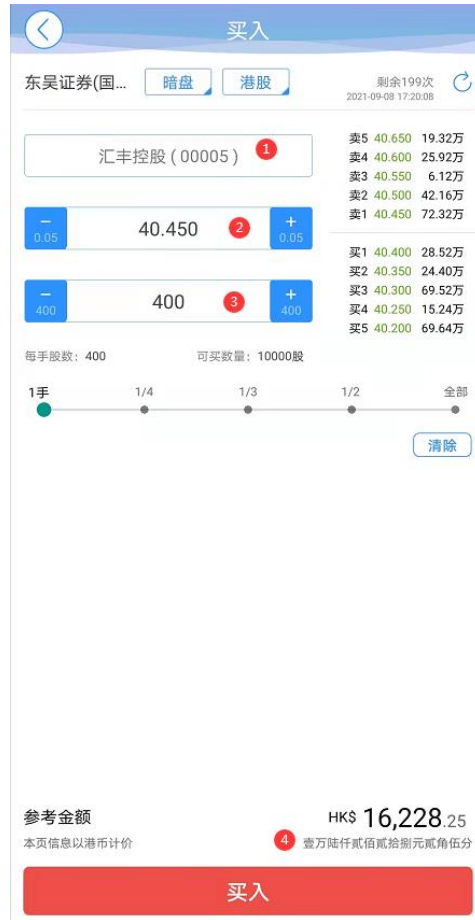 买入
东吴证券(国... 暗盘 港股 剩余199次
2021-09-08 17:20:08
汇丰控股 ( 00005 ) 1
卖5 40.650 19.32万
卖4 40.600 25.92万
卖3 40.550 6.12万
卖2 40.500 42.16万
卖1 40.450 72.32万
− 0.05 40.450 2 + 0.05
买1 40.400 28.52万
买2 40.350 24.40万
买3 40.300 69.52万
买4 40.250 15.24万
买5 40.200 69.64万
− 400 400 3 + 400
每手股数：400 可买数量：10000股
1手 1/4 1/3 1/2 全部
清除
参考金额 HK$ 16,228.25
本页信息以港币计价 4 壹万陆仟贰佰贰拾捌元贰角伍分
买入